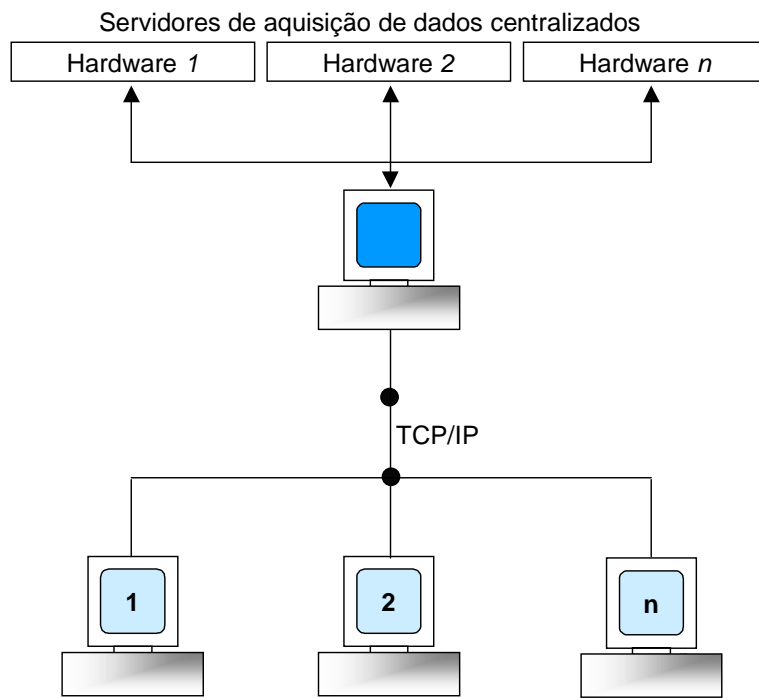 Servidores de aquisição de dados centralizados
Hardware 1
Hardware 2
Hardware n
TCP/IP
1
2
n